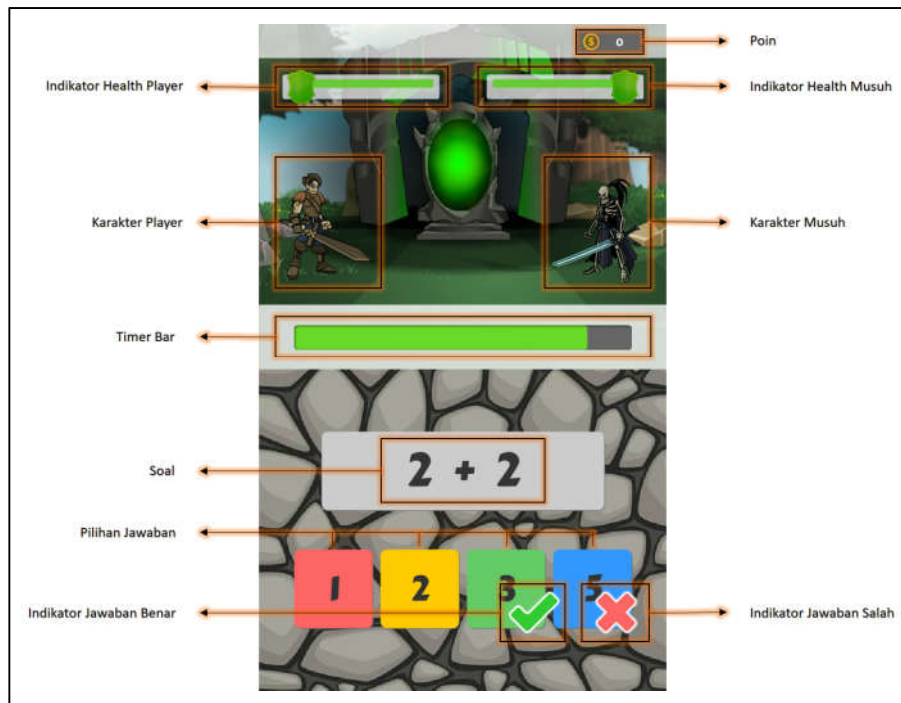 0
Poin
Indikator Health Player
Indikator Health Musuh
Karakter Player
Karakter Musuh
Timer Bar
2 + 2
Soal
Pilihan Jawaban
1 2 3 5
Indikator Jawaban Benar
Indikator Jawaban Salah